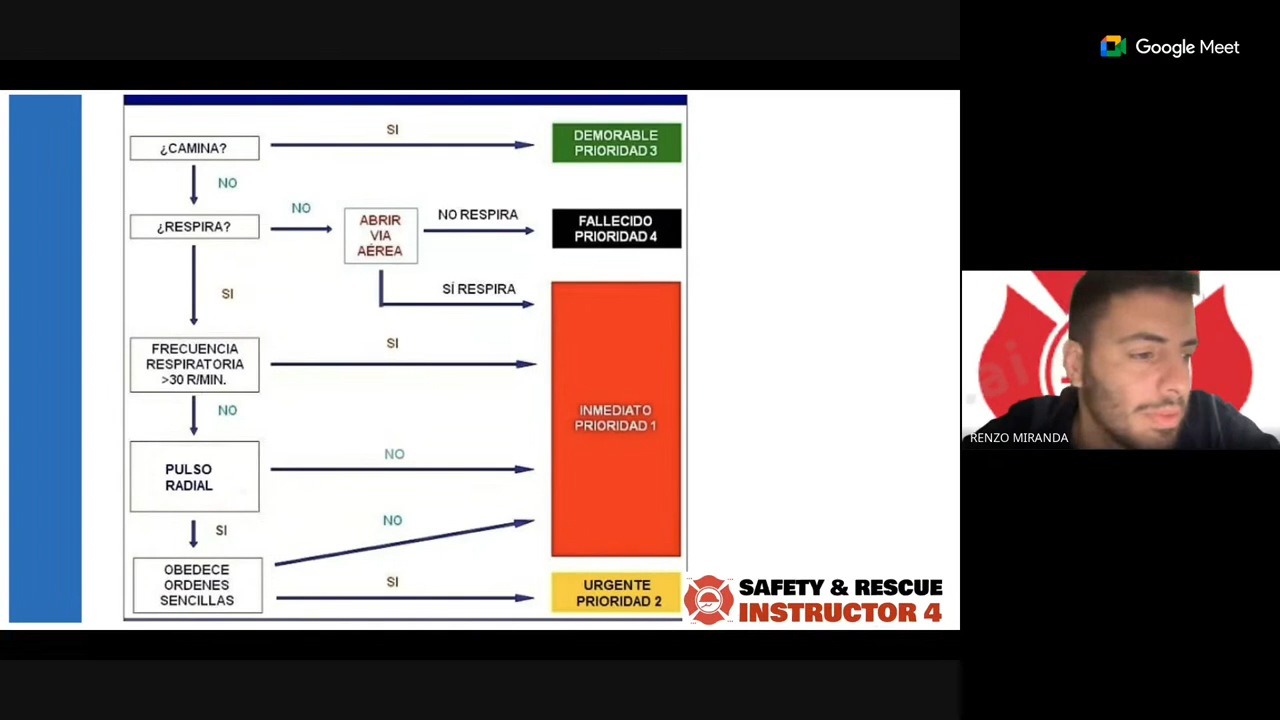 Google Meet
SI
DEMORABLE
PRIORIDAD 3
¿CAMINA?
NO
NO
ABRIR
VIA
AÉREA
NO RESPIRA
FALLECIDO
PRIORIDAD 4
¿RESPIRA?
SI
SÍ RESPIRA
FRECUENCIA
RESPIRATORIA
>30 R/MIN.
SI
INMEDIATO
PRIORIDAD 1
NO
PULSO
RADIAL
NO
SI
NO
OBEDECE
ORDENES
SENCILLAS
SI
URGENTE
PRIORIDAD 2
SAFETY & RESCUE
INSTRUCTOR 4
.ai
RENZO MIRANDA